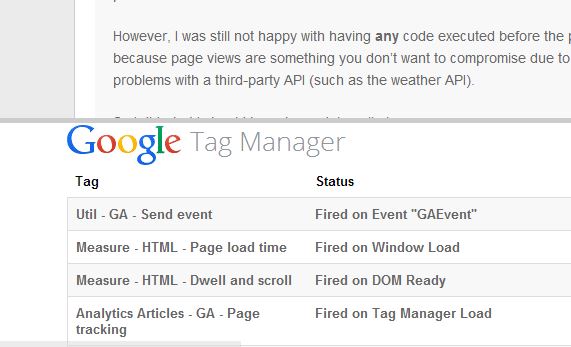 However, I was still not happy with having any code executed before the
because page views are something you don't want to compromise due to
problems with a third-party API (such as the weather API).
Google Tag Manager
Tag Status
Util - GA - Send event Fired on Event "GAEvent"
Measure - HTML - Page load time Fired on Window Load
Measure - HTML - Dwell and scroll Fired on DOM Ready
Analytics Articles - GA - Page Fired on Tag Manager Load
tracking